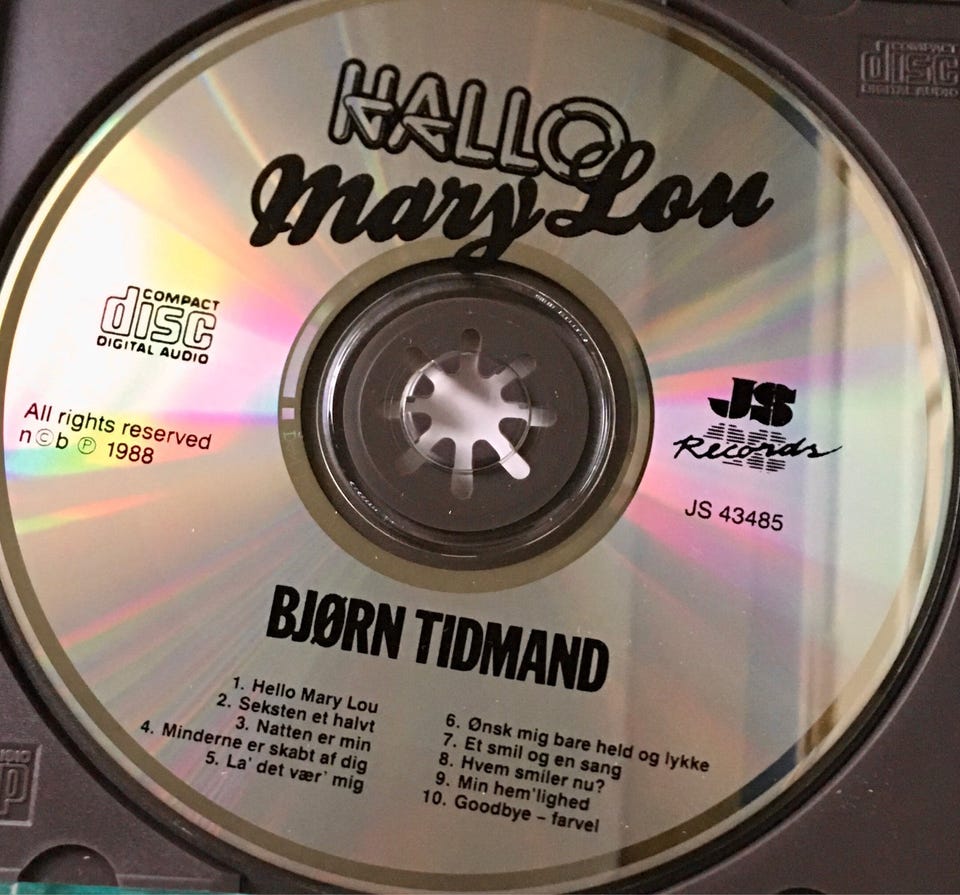 HALLO
Mary Lou
COMPACT
disc
DIGITAL AUDIO
COMPACT
disc
DIGITAL AUDIO
All rights reserved
n©b ℗ 1988
JS
Records
JS 43485
BJØRN TIDMAND
1. Hello Mary Lou
2. Seksten et halvt
3. Natten er min
4. Minderne er skabt af dig
5. La' det vær' mig
6. Ønsk mig bare held og lykke
7. Et smil og en sang
8. Hvem smiler nu?
9. Min hem'lighed
10. Goodbye – farvel